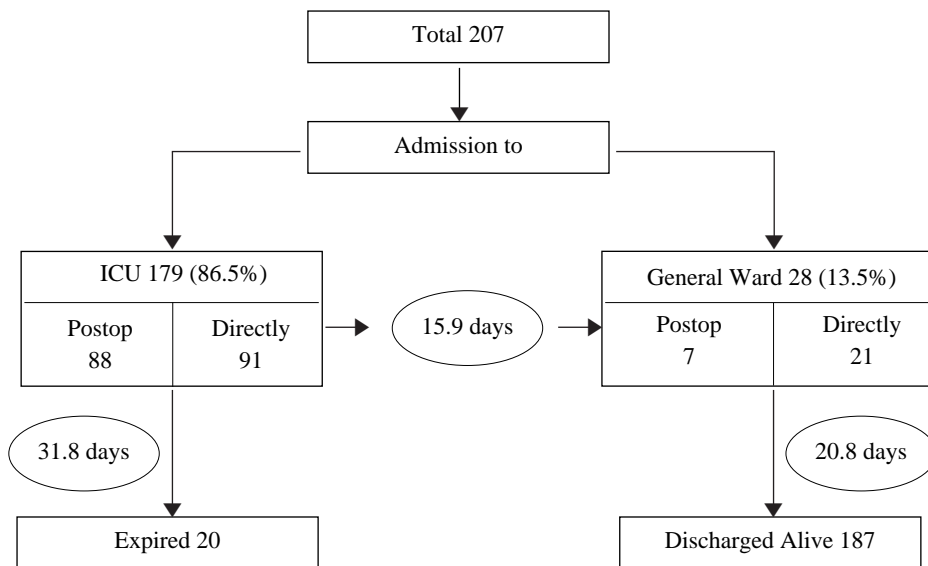 Total 207
Admission to
ICU 179 (86.5%)
Postop
88
Directly
91
15.9 days
General Ward 28 (13.5%)
Postop
7
Directly
21
31.8 days
20.8 days
Expired 20
Discharged Alive 187